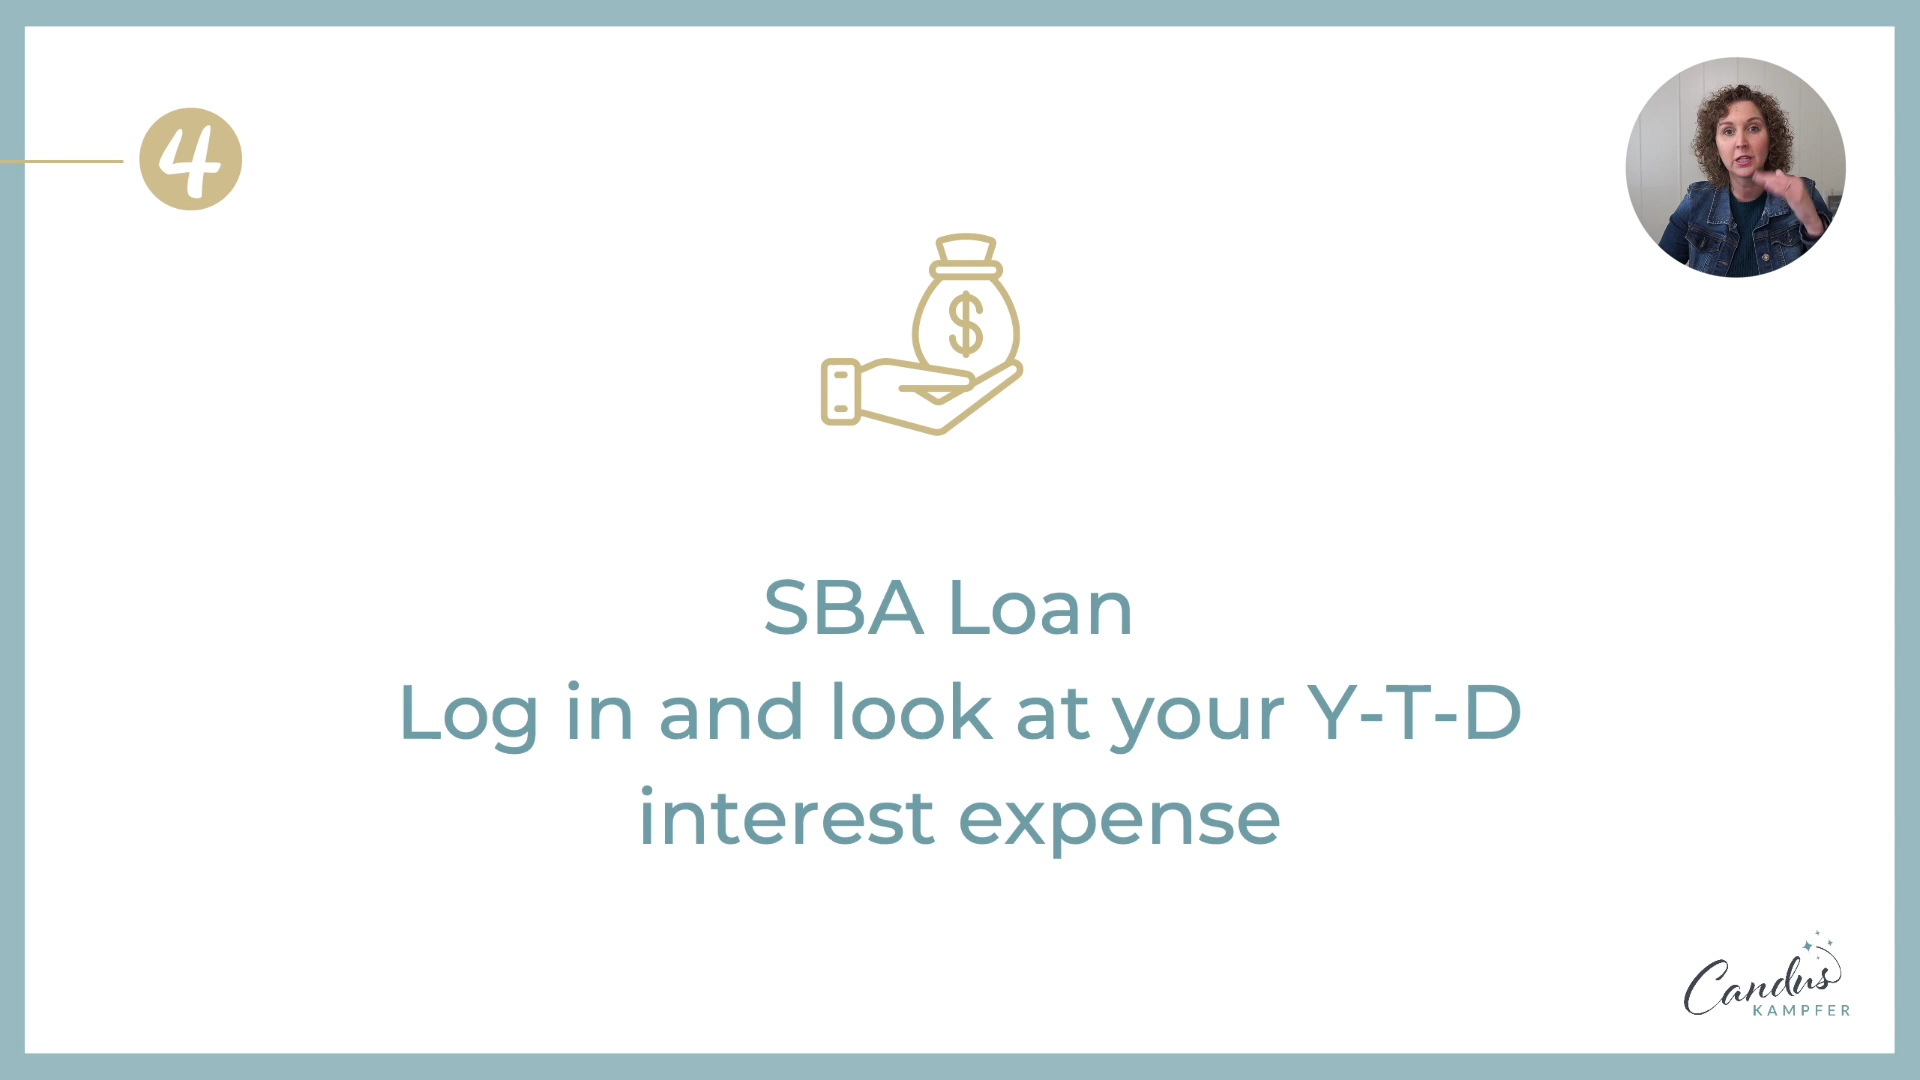 4
$
SBA Loan
Log in and look at your Y-T-D
interest expense
Candus
KAMPFER